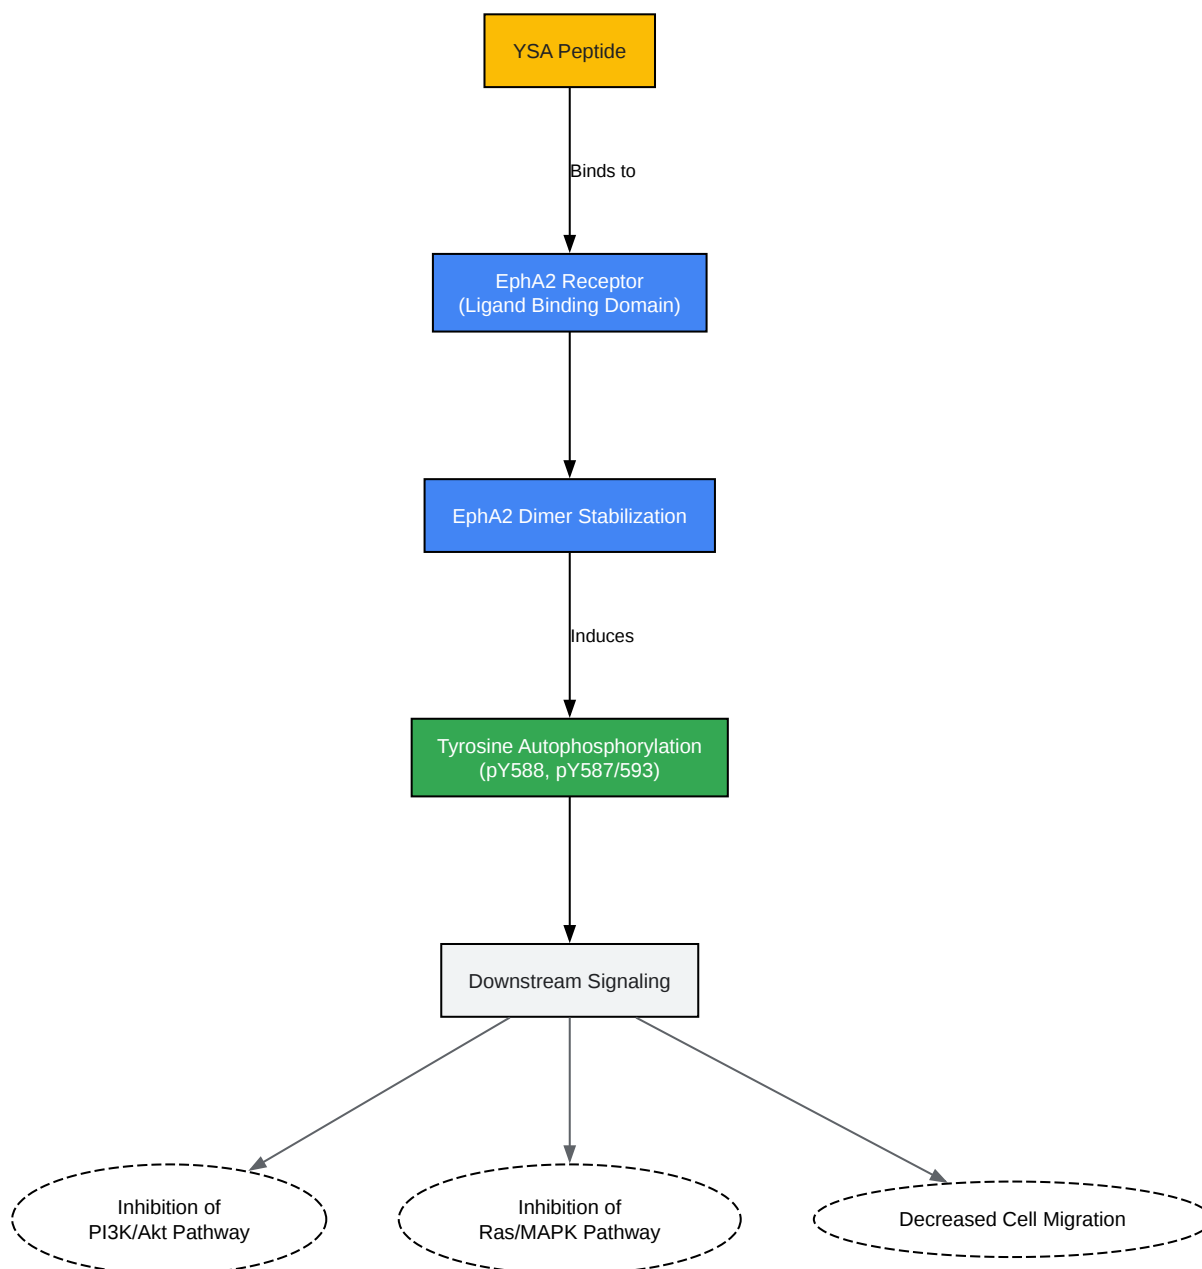 YSA Peptide
Binds to
EphA2 Receptor
(Ligand Binding Domain)
EphA2 Dimer Stabilization
Induces
Tyrosine Autophosphorylation
(pY588, pY587/593)
Downstream Signaling
Inhibition of
PI3K/Akt Pathway
Inhibition of
Ras/MAPK Pathway
Decreased Cell Migration